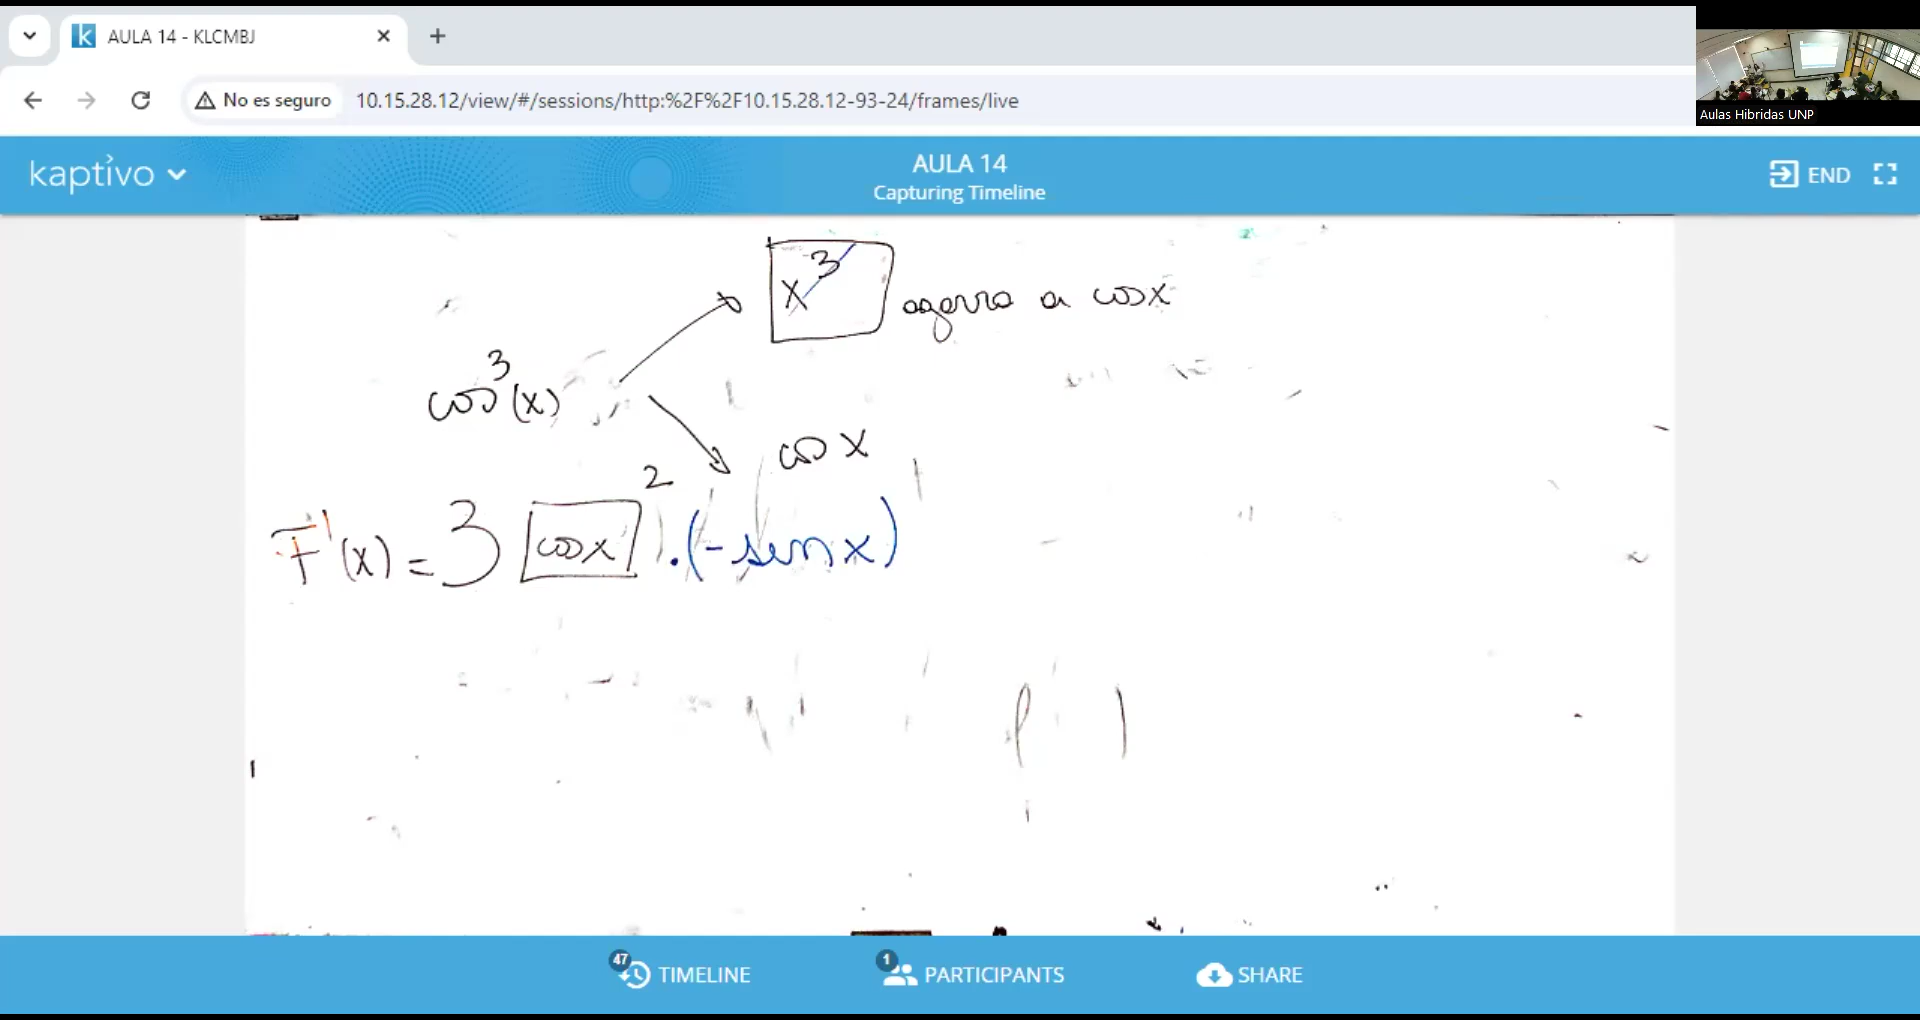 AULA 14 - KLCMBJ
No es seguro
10.15.28.12/view/#/sessions/http:%2F%2F10.15.28.12-93-24/frames/live
Aulas Hibridas UNP
kaptivo
AULA 14
Capturing Timeline
END
x³ agarra a cos x
cos³(x)
cos x
F'(x) = 3 cos x ² . (- sen x)
47 TIMELINE
1 PARTICIPANTS
SHARE